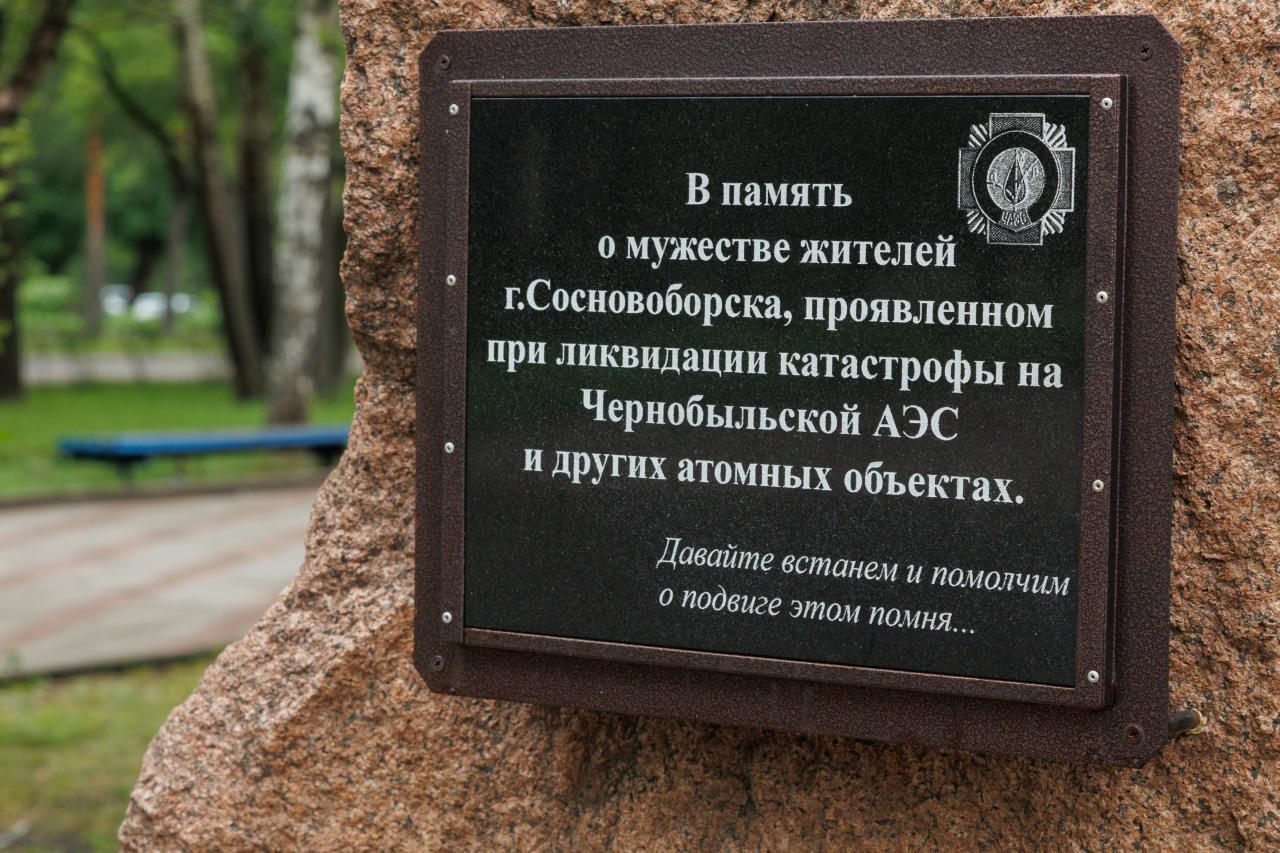 ЧАЭС
В память
о мужестве жителей
г.Сосновоборска, проявленном
при ликвидации катастрофы на
Чернобыльской АЭС
и других атомных объектах.
Давайте встанем и помолчим
о подвиге этом помня...